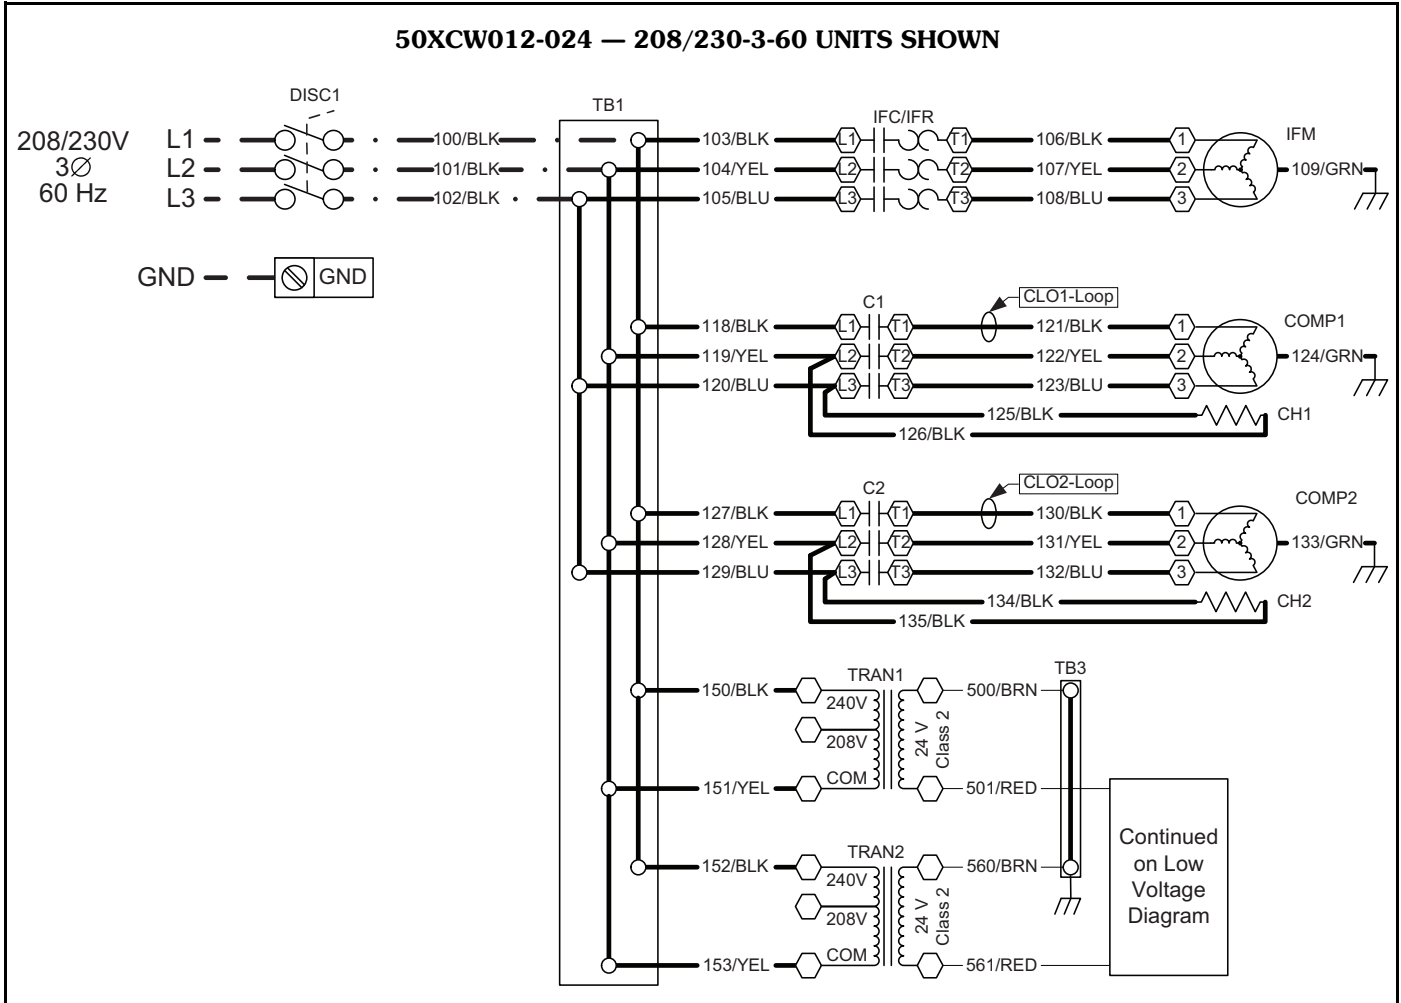 50XCW012-024 — 208/230-3-60 UNITS SHOWN
DISC1
TB1
IFC/IFR
IFM
208/230V
3∅
60 Hz
L1 100/BLK 103/BLK L1 T1 106/BLK 1
L2 101/BLK 104/YEL L2 T2 107/YEL 2 109/GRN
L3 102/BLK 105/BLU L3 T3 108/BLU 3
GND GND
C1 CLO1-Loop
COMP1
118/BLK L1 T1 121/BLK 1
119/YEL L2 T2 122/YEL 2 124/GRN
120/BLU L3 T3 123/BLU 3
125/BLK CH1
126/BLK
C2 CLO2-Loop
COMP2
127/BLK L1 T1 130/BLK 1
128/YEL L2 T2 131/YEL 2 133/GRN
129/BLU L3 T3 132/BLU 3
134/BLK CH2
135/BLK
TRAN1 TB3
150/BLK 240V 500/BRN
208V 24 V Class 2
151/YEL COM 501/RED
TRAN2
152/BLK 240V 560/BRN
208V 24 V Class 2
153/YEL COM 561/RED
Continued
on Low
Voltage
Diagram